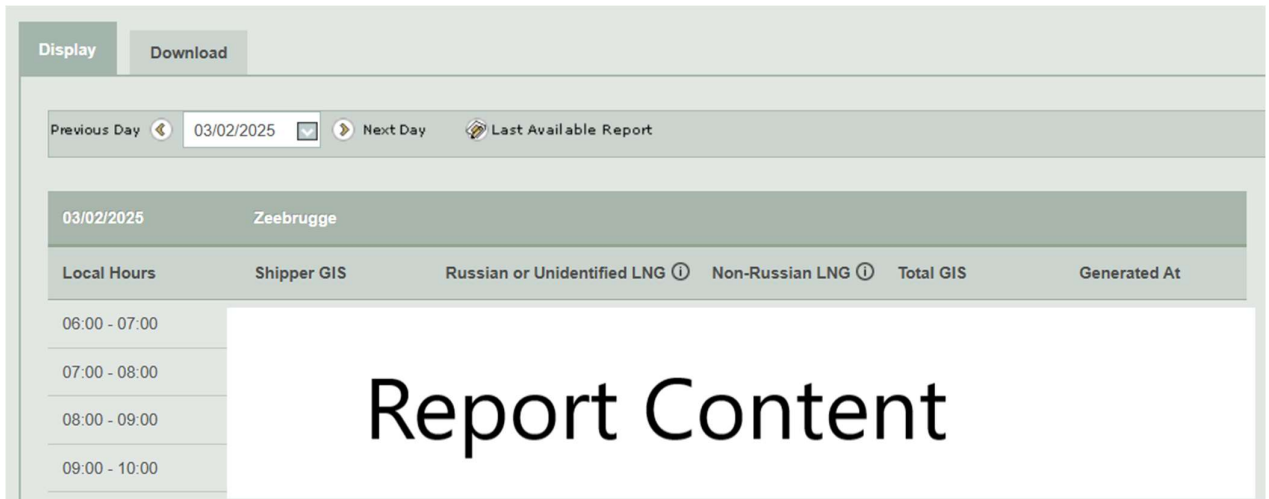 Display Download
Previous Day 03/02/2025 Next Day Last Available Report
03/02/2025 Zeebrugge
Local Hours Shipper GIS Russian or Unidentified LNG ⓘ Non-Russian LNG ⓘ Total GIS Generated At
06:00 - 07:00
07:00 - 08:00
Report Content
08:00 - 09:00
09:00 - 10:00